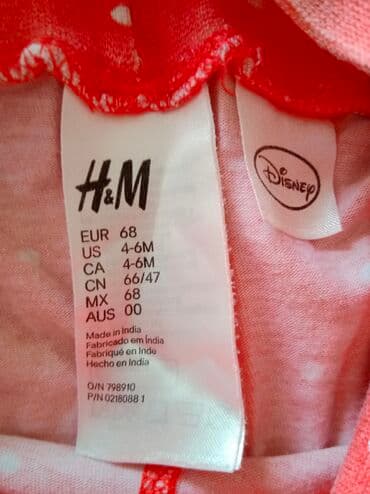 H&M
EUR 68
US 4-6M
CA 4-6M
CN 66/47
MX 68
AUS 00
Made in India
Fabricado em Índia
Fabriqué en Inde
Hecho en India
O/N 798910
P/N 0218088 1
DISNEY